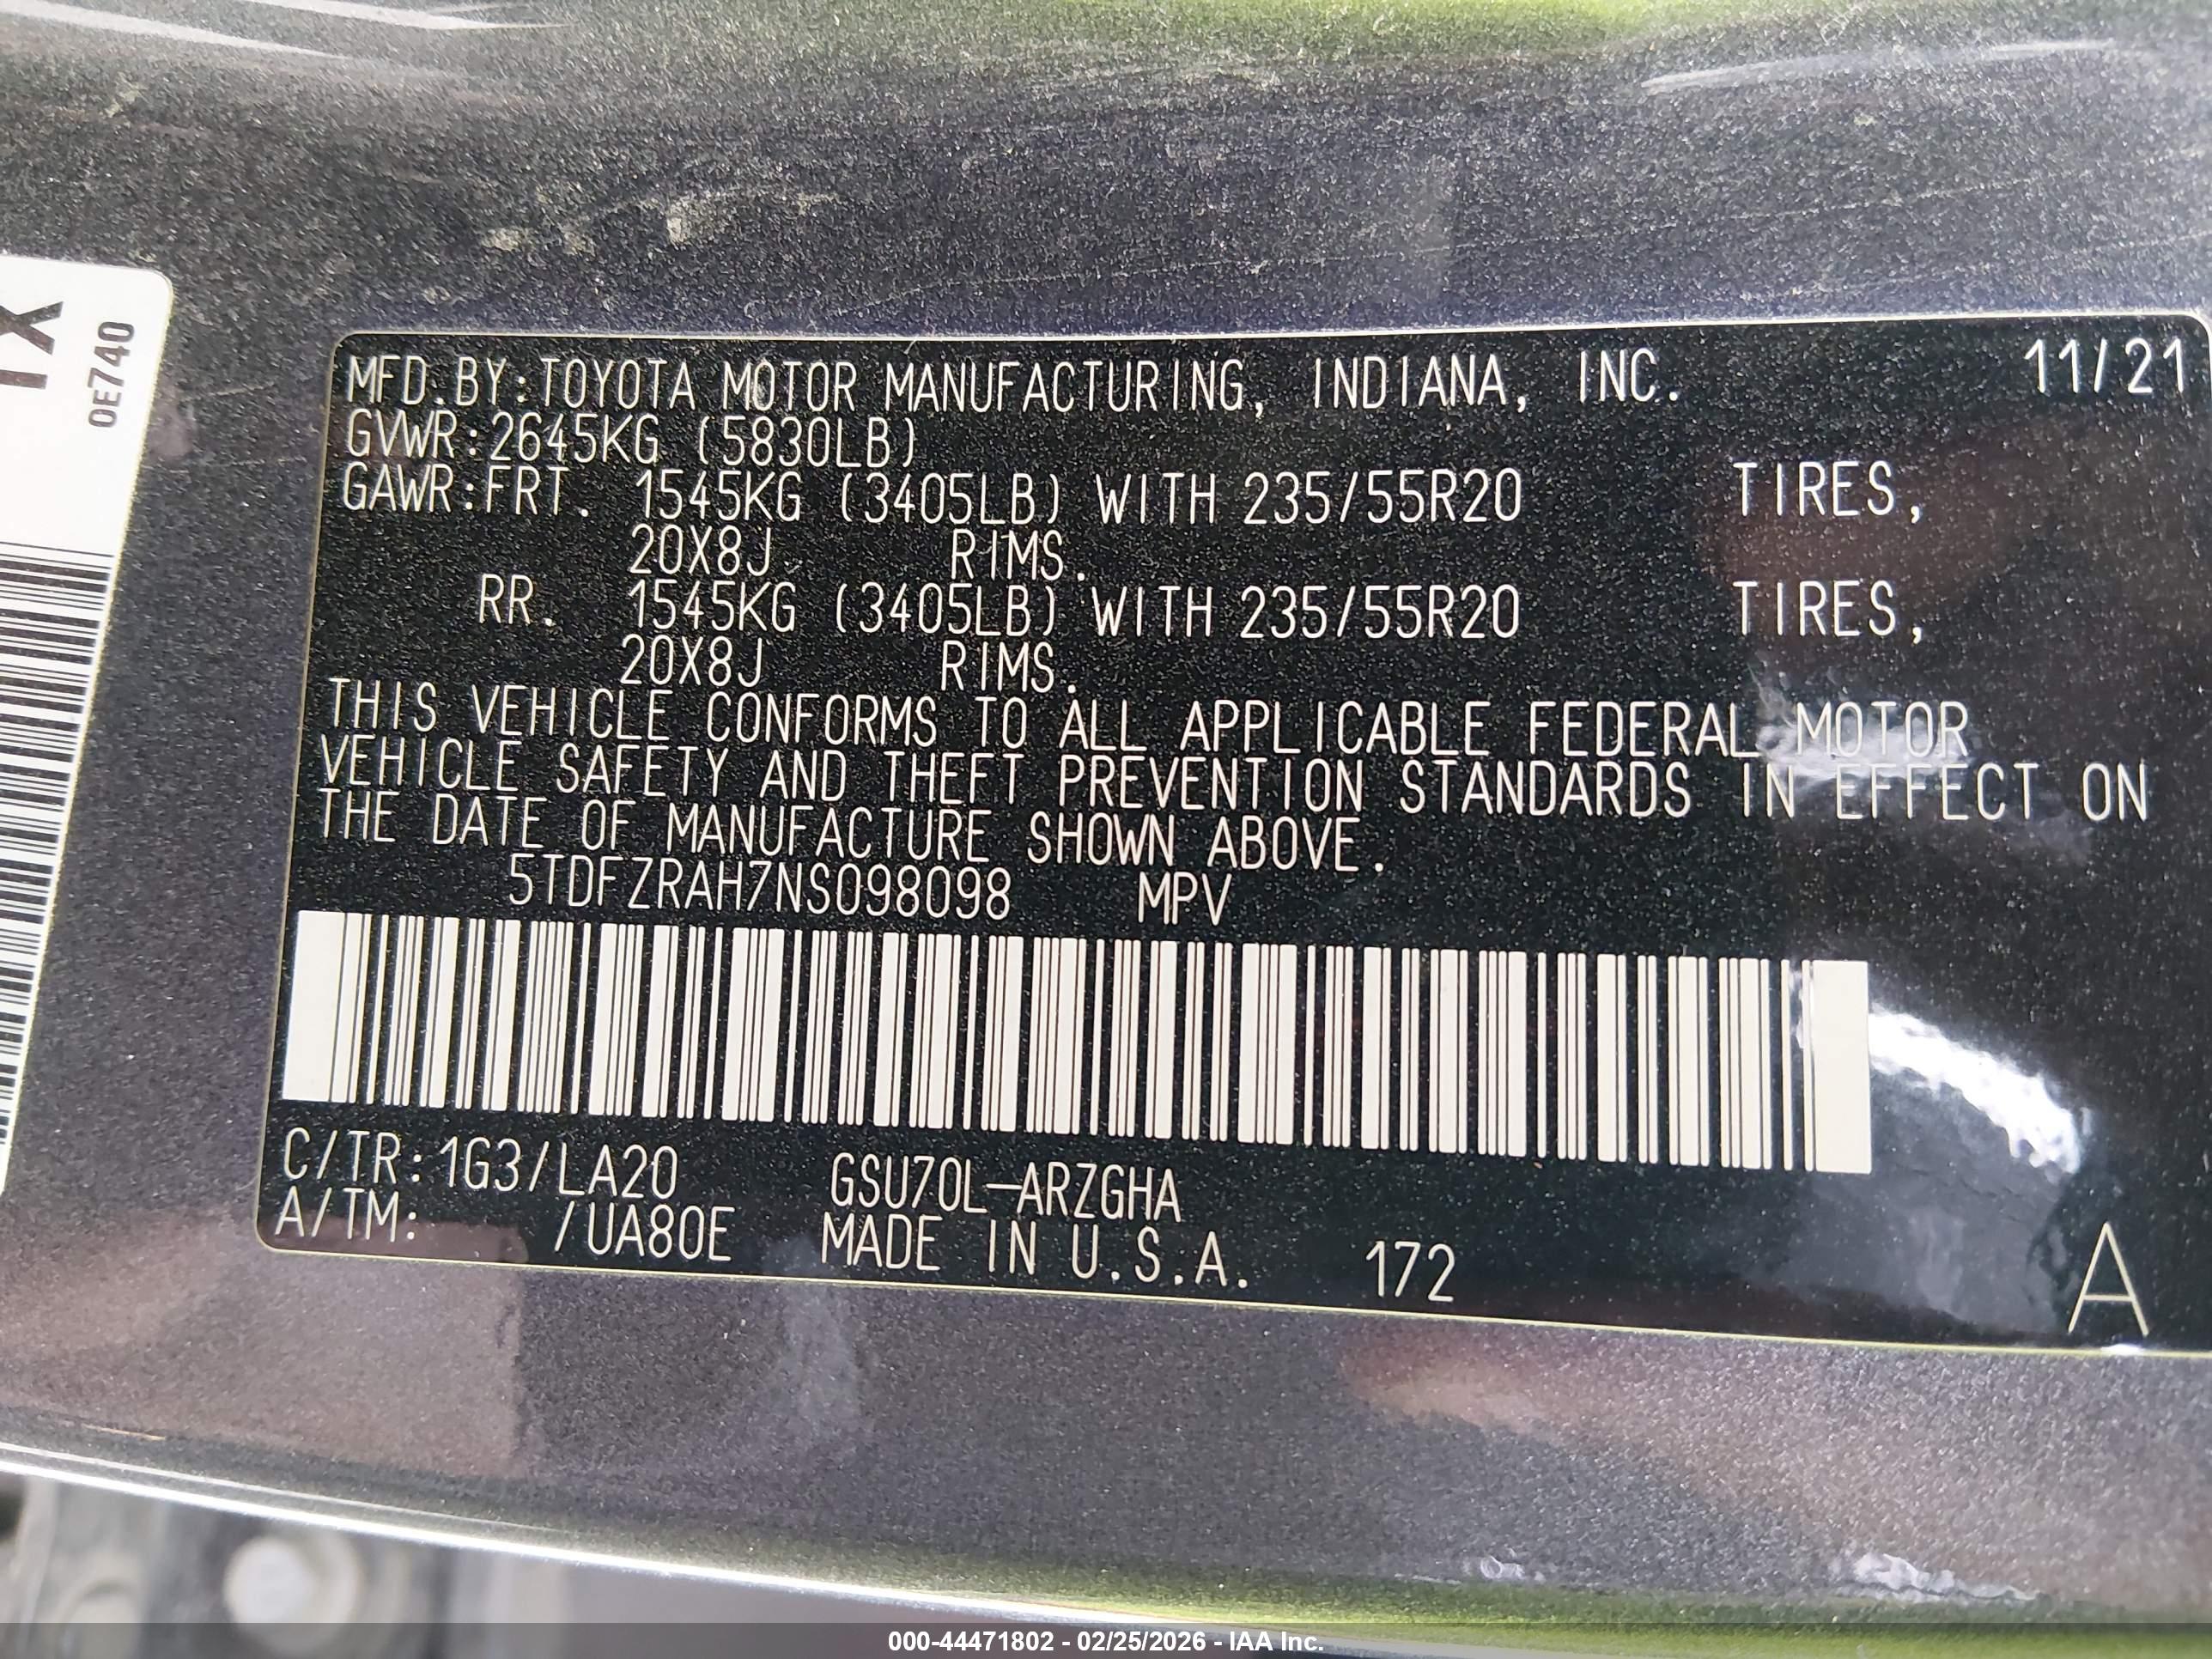 TX
0E740
MFD.BY:TOYOTA MOTOR MANUFACTURING, INDIANA, INC. 11/21
GVWR:2645KG (5830LB)
GAWR:FRT. 1545KG (3405LB) WITH 235/55R20 TIRES,
20X8J RIMS.
RR. 1545KG (3405LB) WITH 235/55R20 TIRES,
20X8J RIMS.
THIS VEHICLE CONFORMS TO ALL APPLICABLE FEDERAL MOTOR
VEHICLE SAFETY AND THEFT PREVENTION STANDARDS IN EFFECT ON
THE DATE OF MANUFACTURE SHOWN ABOVE.
5TDFZRAH7NS098098 MPV
C/TR:1G3/LA20 GSU70L-ARZGHA
A/TM: /UA80E MADE IN U.S.A. 172 A
000-44471802 - 02/25/2026 - IAA Inc.